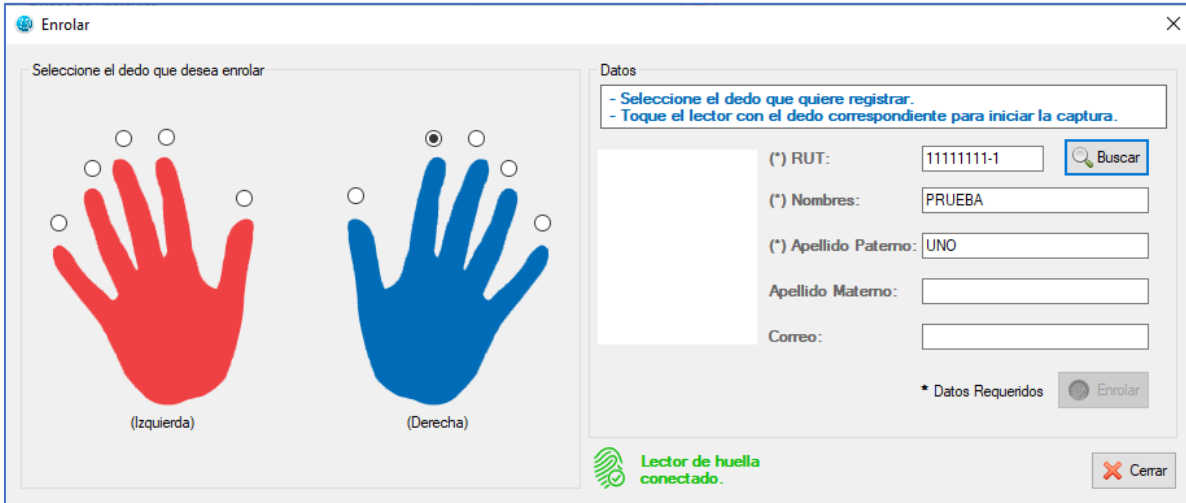 Enrolar
Seleccione el dedo que desea enrolar
(Izquierda)
(Derecha)
Datos
- Seleccione el dedo que quiere registrar.
- Toque el lector con el dedo correspondiente para iniciar la captura.
(*) RUT: 11111111-1 Buscar
(*) Nombres: PRUEBA
(*) Apellido Paterno: UNO
Apellido Materno:
Correo:
* Datos Requeridos Enrolar
Lector de huella
conectado.
Cerrar